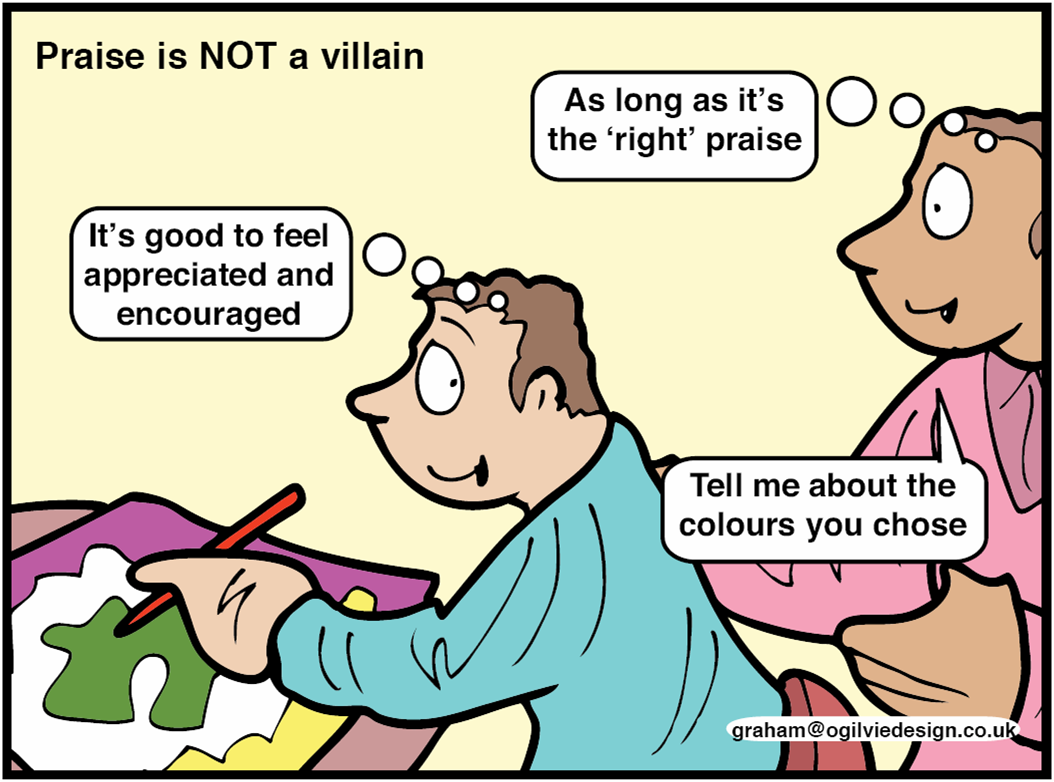 Praise is NOT a villain
As long as it’s
the ‘right’ praise
It’s good to feel
appreciated and
encouraged
Tell me about the
colours you chose
graham@ogilviedesign.co.uk